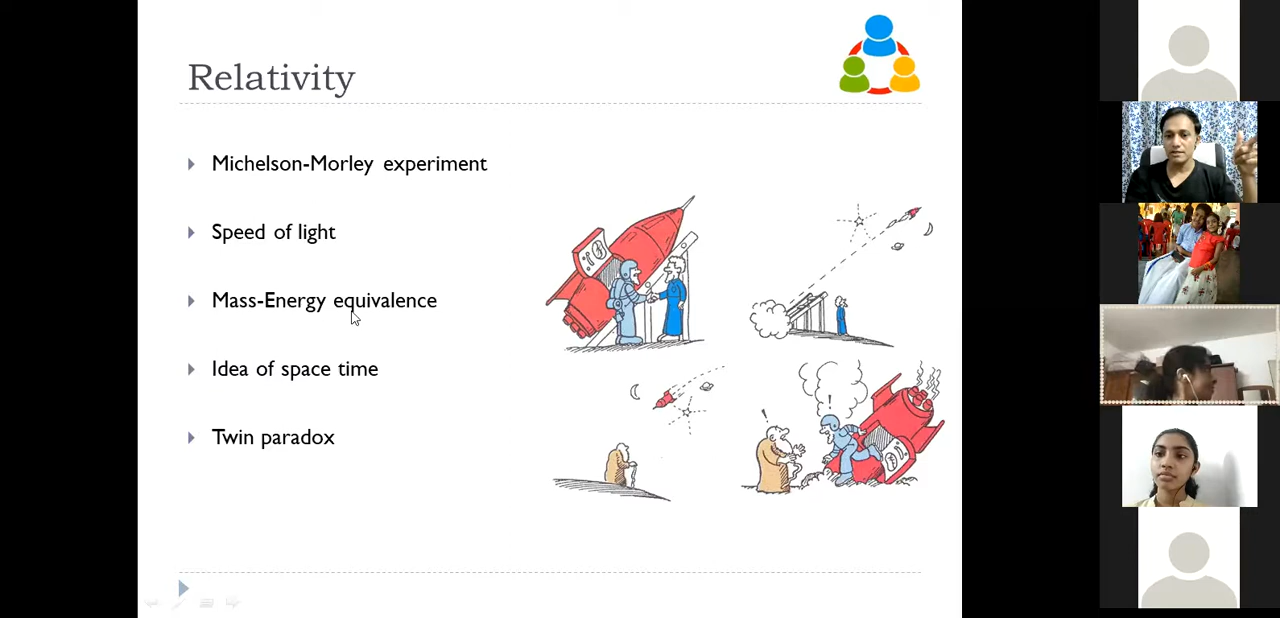 Relativity
Michelson-Morley experiment
Speed of light
Mass-Energy equivalence
Idea of space time
Twin paradox